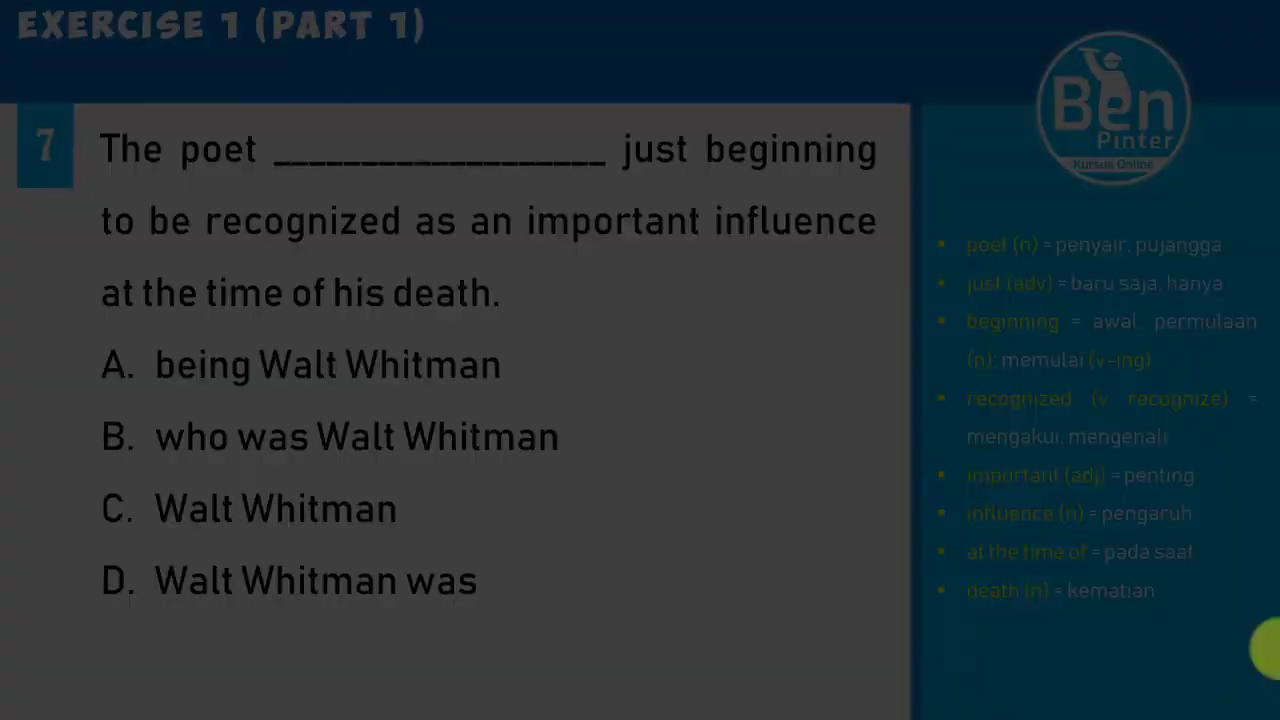 EXERCISE 1 (PART 1)
7
The poet ___________________ just beginning
to be recognized as an important influence
at the time of his death.
A. being Walt Whitman
B. who was Walt Whitman
C. Walt Whitman
D. Walt Whitman was
Ben
Pinter
Kursus Online
▪ poet (n) = penyair, pujangga
▪ just (adv) = baru saja, hanya
▪ beginning = awal, permulaan
(n); memulai (v-ing)
▪ recognized (v recognize) =
mengakui, mengenali
▪ important (adj) = penting
▪ influence (n) = pengaruh
▪ at the time of = pada saat
▪ death (n) = kematian